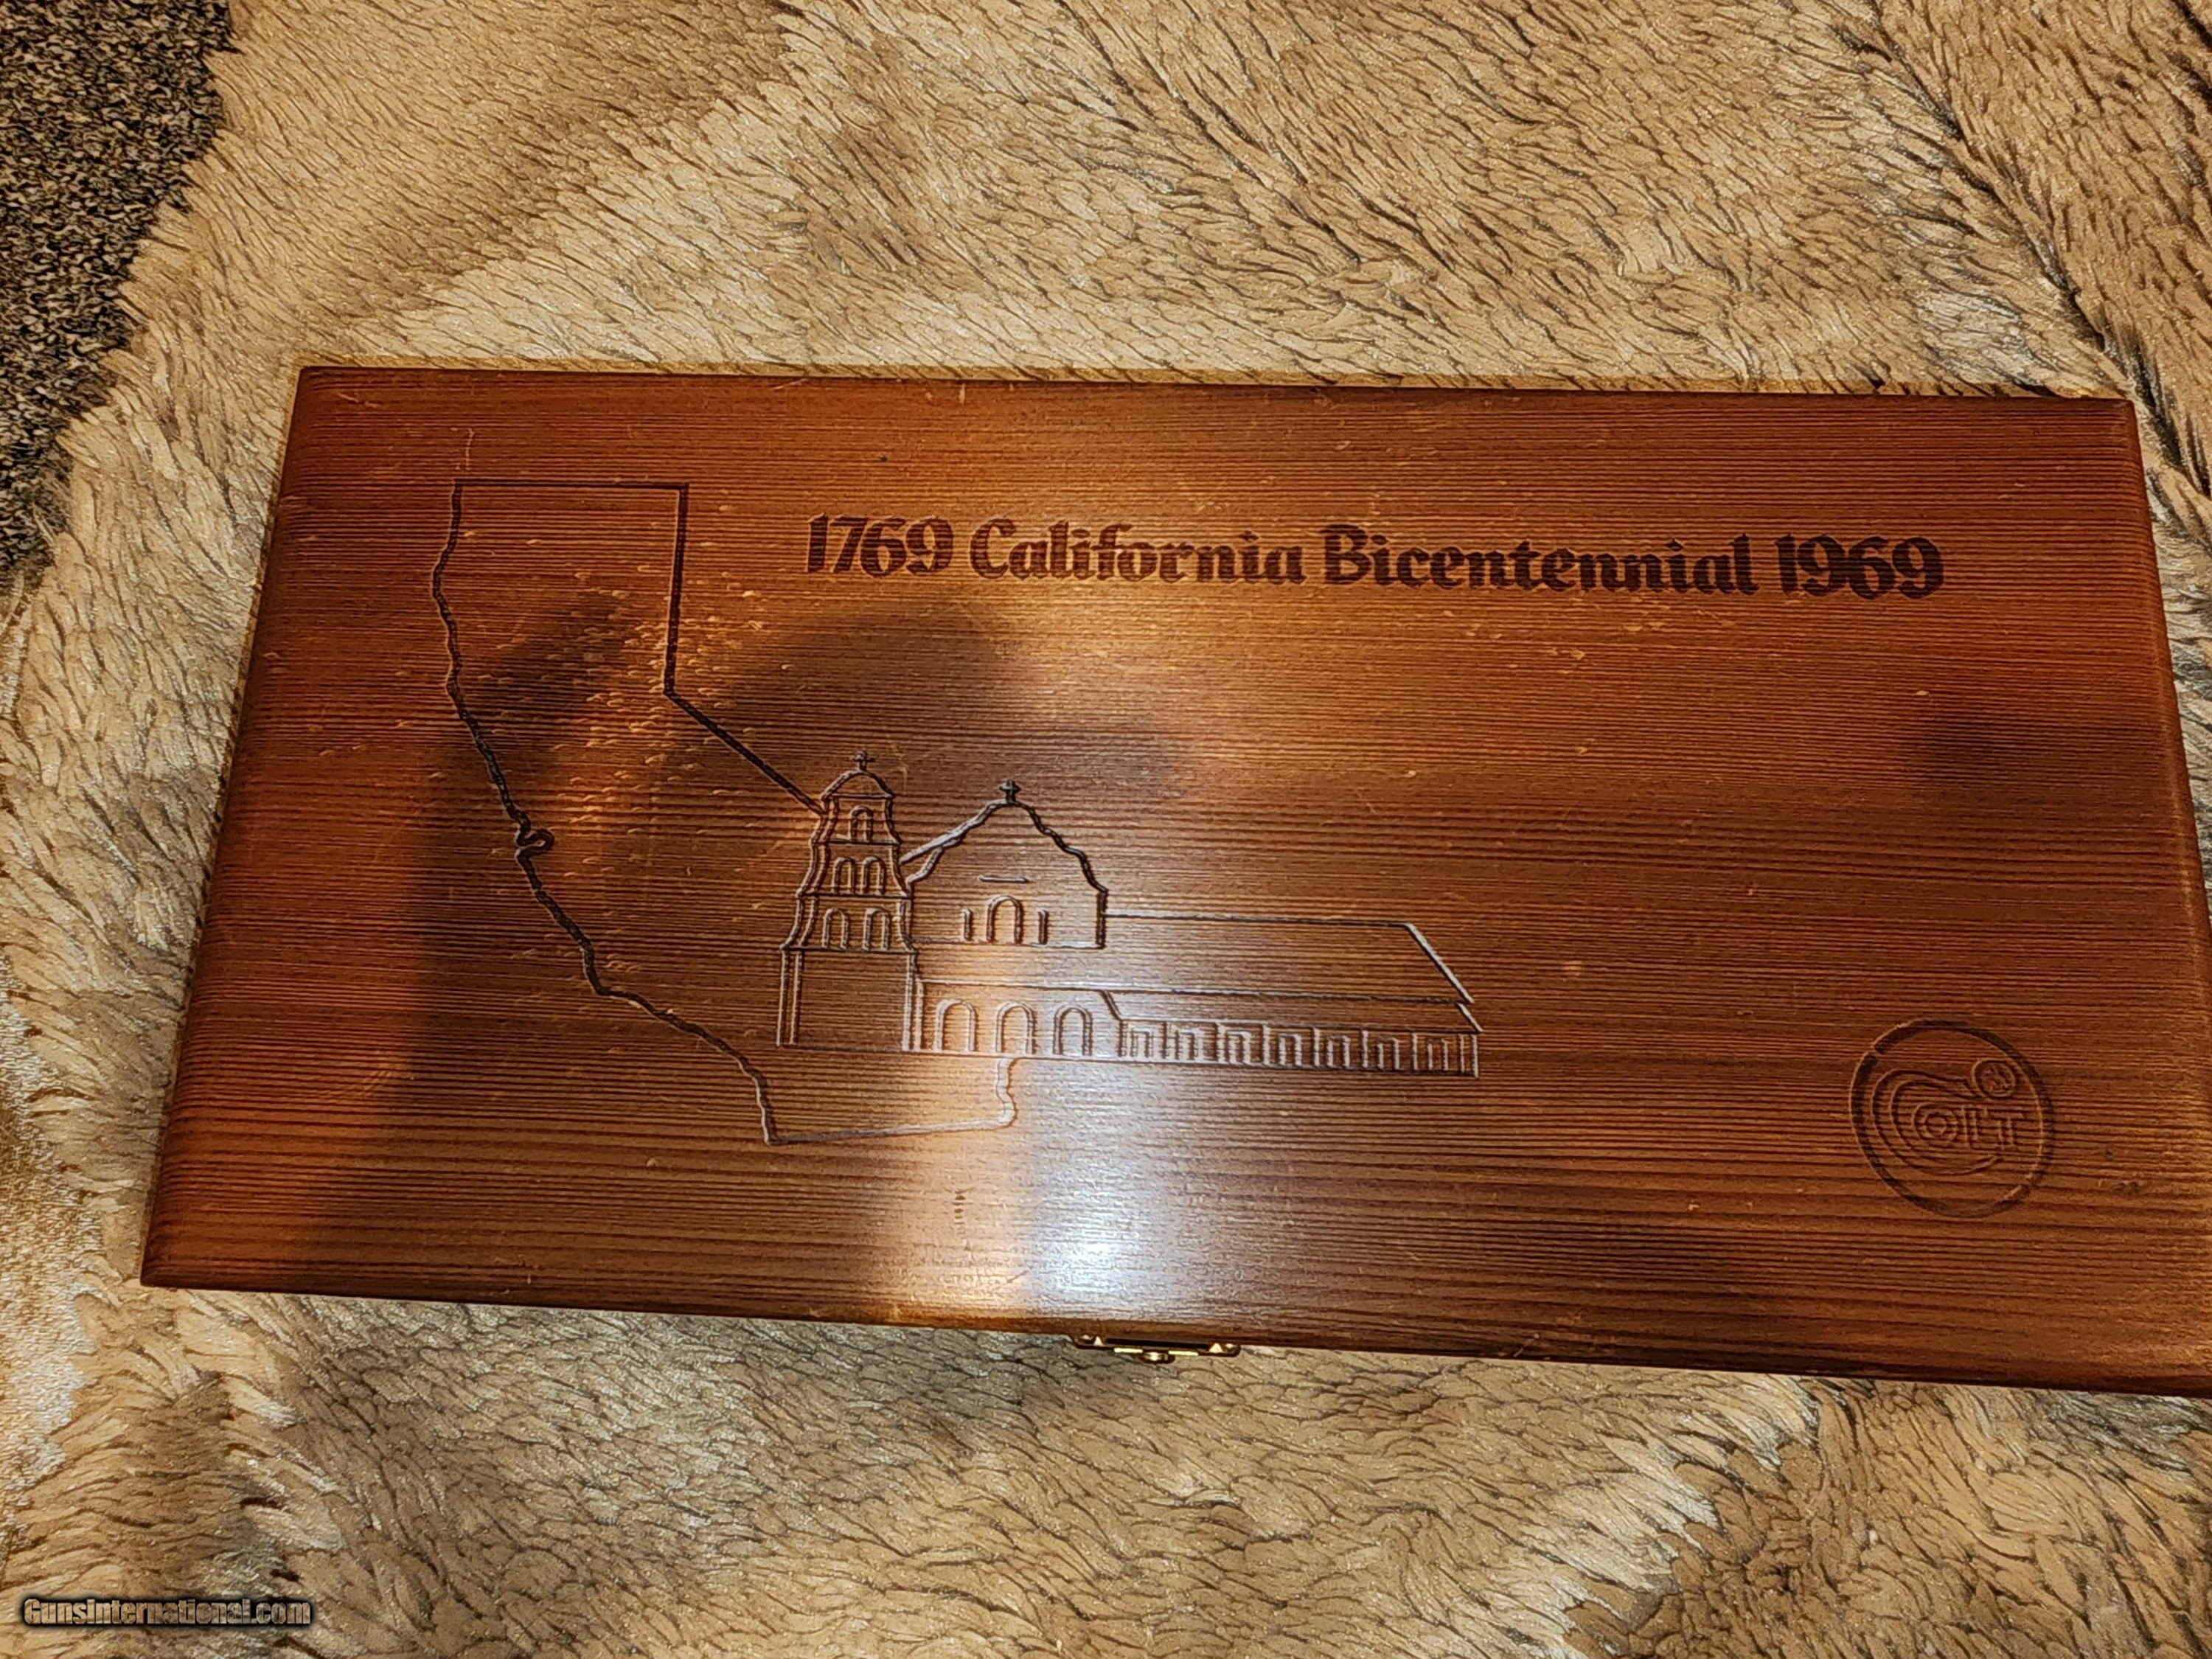 1769 California Bicentennial 1969
COLT
GunsInternational.com